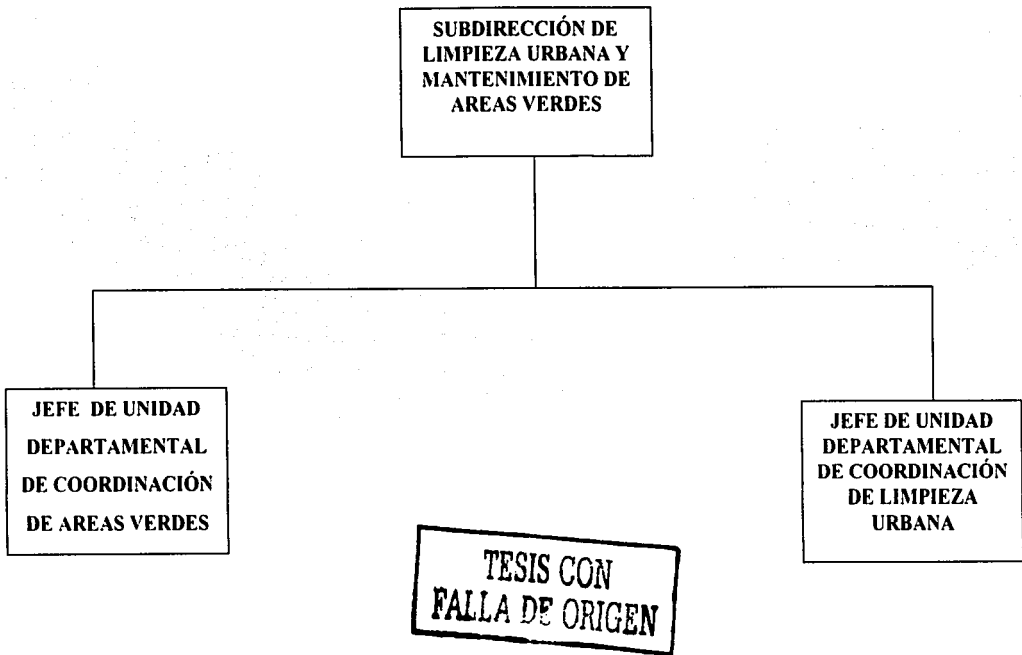 SUBDIRECCIÓN DE
LIMPIEZA URBANA Y
MANTENIMIENTO DE
AREAS VERDES
JEFE DE UNIDAD
DEPARTAMENTAL
DE COORDINACIÓN
DE AREAS VERDES
JEFE DE UNIDAD
DEPARTAMENTAL
DE COORDINACIÓN
DE LIMPIEZA
URBANA
TESIS CON
FALLA DE ORIGEN